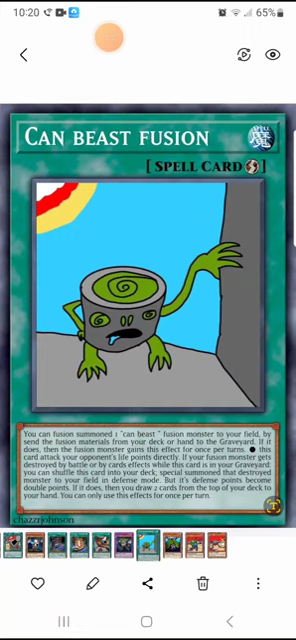 10:20
65%
CAN BEAST FUSION
[ SPELL CARD ]
You can fusion summoned 1 "can beast " fusion monster to your field, by
send the fusion materials from your deck or hand to the Graveyard. If it
does, then the fusion monster gains this effect for once per turn. ● this
card attack your opponent's life points directly. If your fusion monster gets
destroyed by battle or by cards effects while this card is in your Graveyard:
you can shuffle this card into your deck; special summoned that destroyed
monster to your field in defense mode. But it's defense points become
double points. If it does, then you draw 2 cards from the top of your deck to
your hand. You can only use this effects for once per turn.
chazzrjohnson